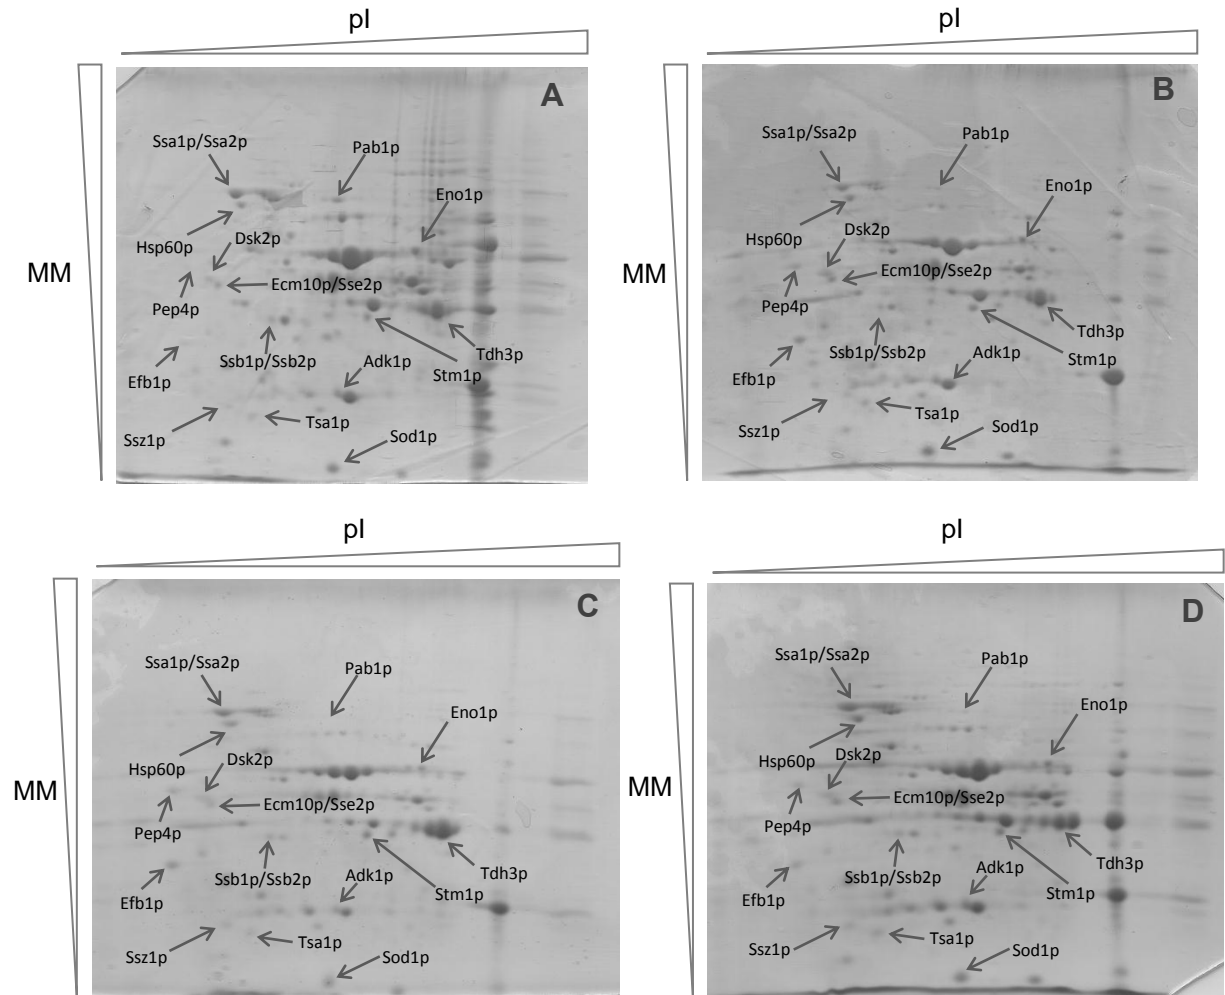 pI
MM
A
Ssa1p/Ssa2p
Pab1p
Eno1p
Hsp60p
Dsk2p
Ecm10p/Sse2p
Pep4p
Efb1p
Ssb1p/Ssb2p
Adk1p
Stm1p
Tdh3p
Ssz1p
Tsa1p
Sod1p
pI
MM
B
Ssa1p/Ssa2p
Pab1p
Eno1p
Hsp60p
Dsk2p
Ecm10p/Sse2p
Pep4p
Efb1p
Ssb1p/Ssb2p
Adk1p
Stm1p
Tdh3p
Ssz1p
Tsa1p
Sod1p
pI
MM
C
Ssa1p/Ssa2p
Pab1p
Eno1p
Hsp60p
Dsk2p
Ecm10p/Sse2p
Pep4p
Efb1p
Ssb1p/Ssb2p
Adk1p
Stm1p
Tdh3p
Ssz1p
Tsa1p
Sod1p
pI
MM
D
Ssa1p/Ssa2p
Pab1p
Eno1p
Hsp60p
Dsk2p
Ecm10p/Sse2p
Pep4p
Efb1p
Ssb1p/Ssb2p
Adk1p
Stm1p
Tdh3p
Ssz1p
Tsa1p
Sod1p